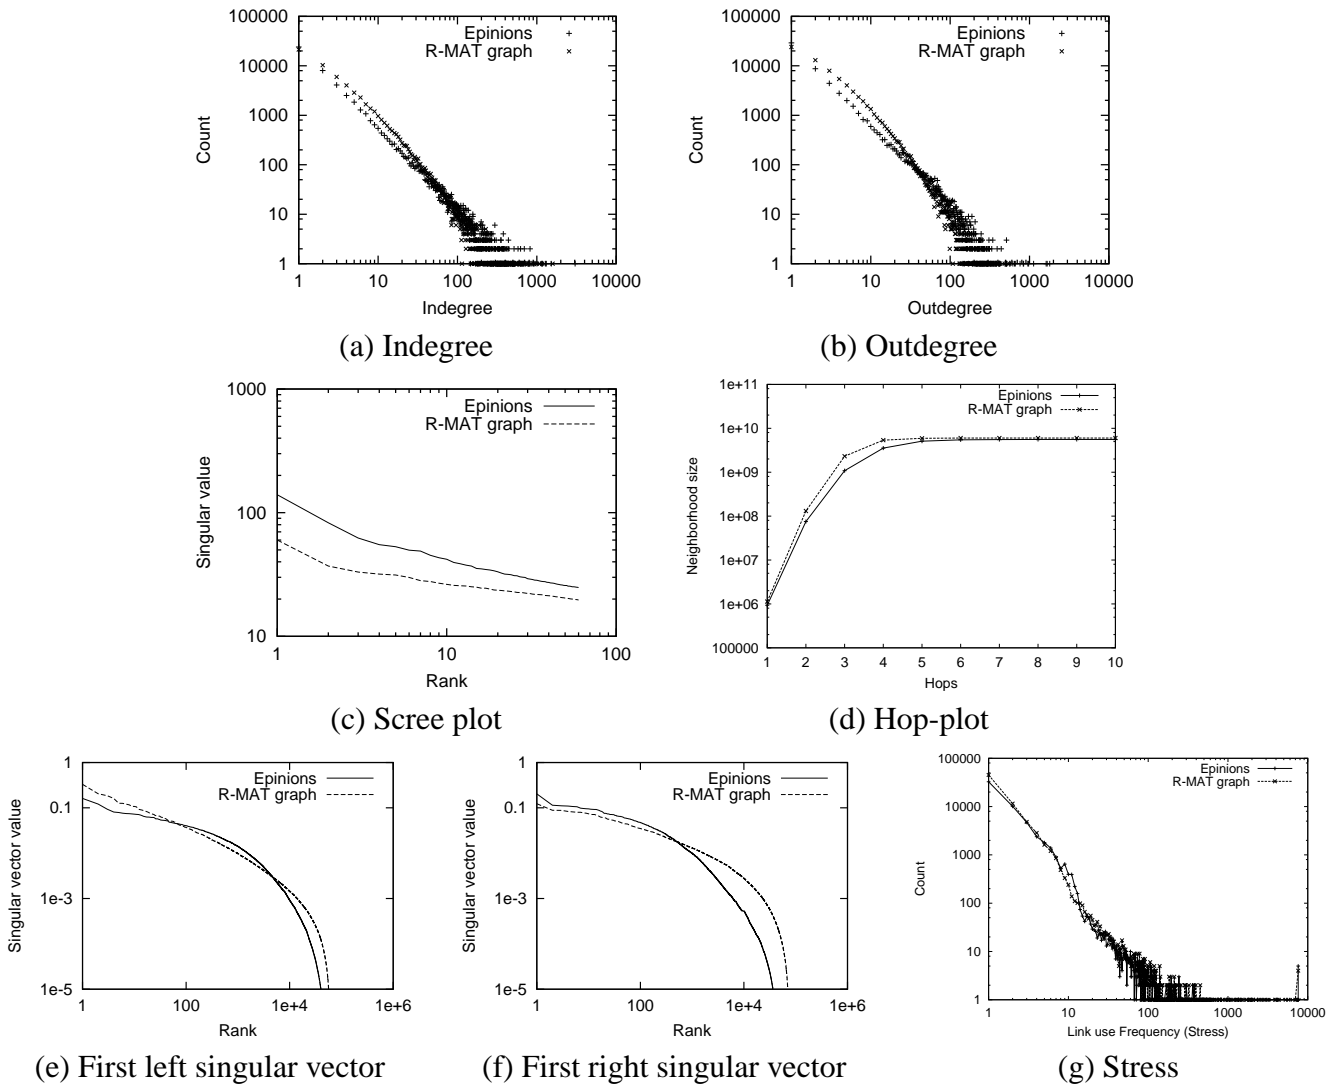 100000
10000
1000
100
10
1
1 10 100 1000 10000
Count
Indegree
Epinions
R-MAT graph
(a) Indegree
100000
10000
1000
100
10
1
1 10 100 1000 10000
Count
Outdegree
Epinions
R-MAT graph
(b) Outdegree
1000
100
10
1 10 100
Singular value
Rank
Epinions
R-MAT graph
(c) Scree plot
1e+11
1e+10
1e+09
1e+08
1e+07
1e+06
100000
1 2 3 4 5 6 7 8 9 10
Neighborhood size
Hops
Epinions
R-MAT graph
(d) Hop-plot
1
0.1
1e-3
1e-5
1 100 1e+4 1e+6
Singular vector value
Rank
Epinions
R-MAT graph
(e) First left singular vector
1
0.1
1e-3
1e-5
1 100 1e+4 1e+6
Singular vector value
Rank
Epinions
R-MAT graph
(f) First right singular vector
100000
10000
1000
100
10
1
1 10 100 1000 10000
Count
Link use Frequency (Stress)
Epinions
R-MAT graph
(g) Stress